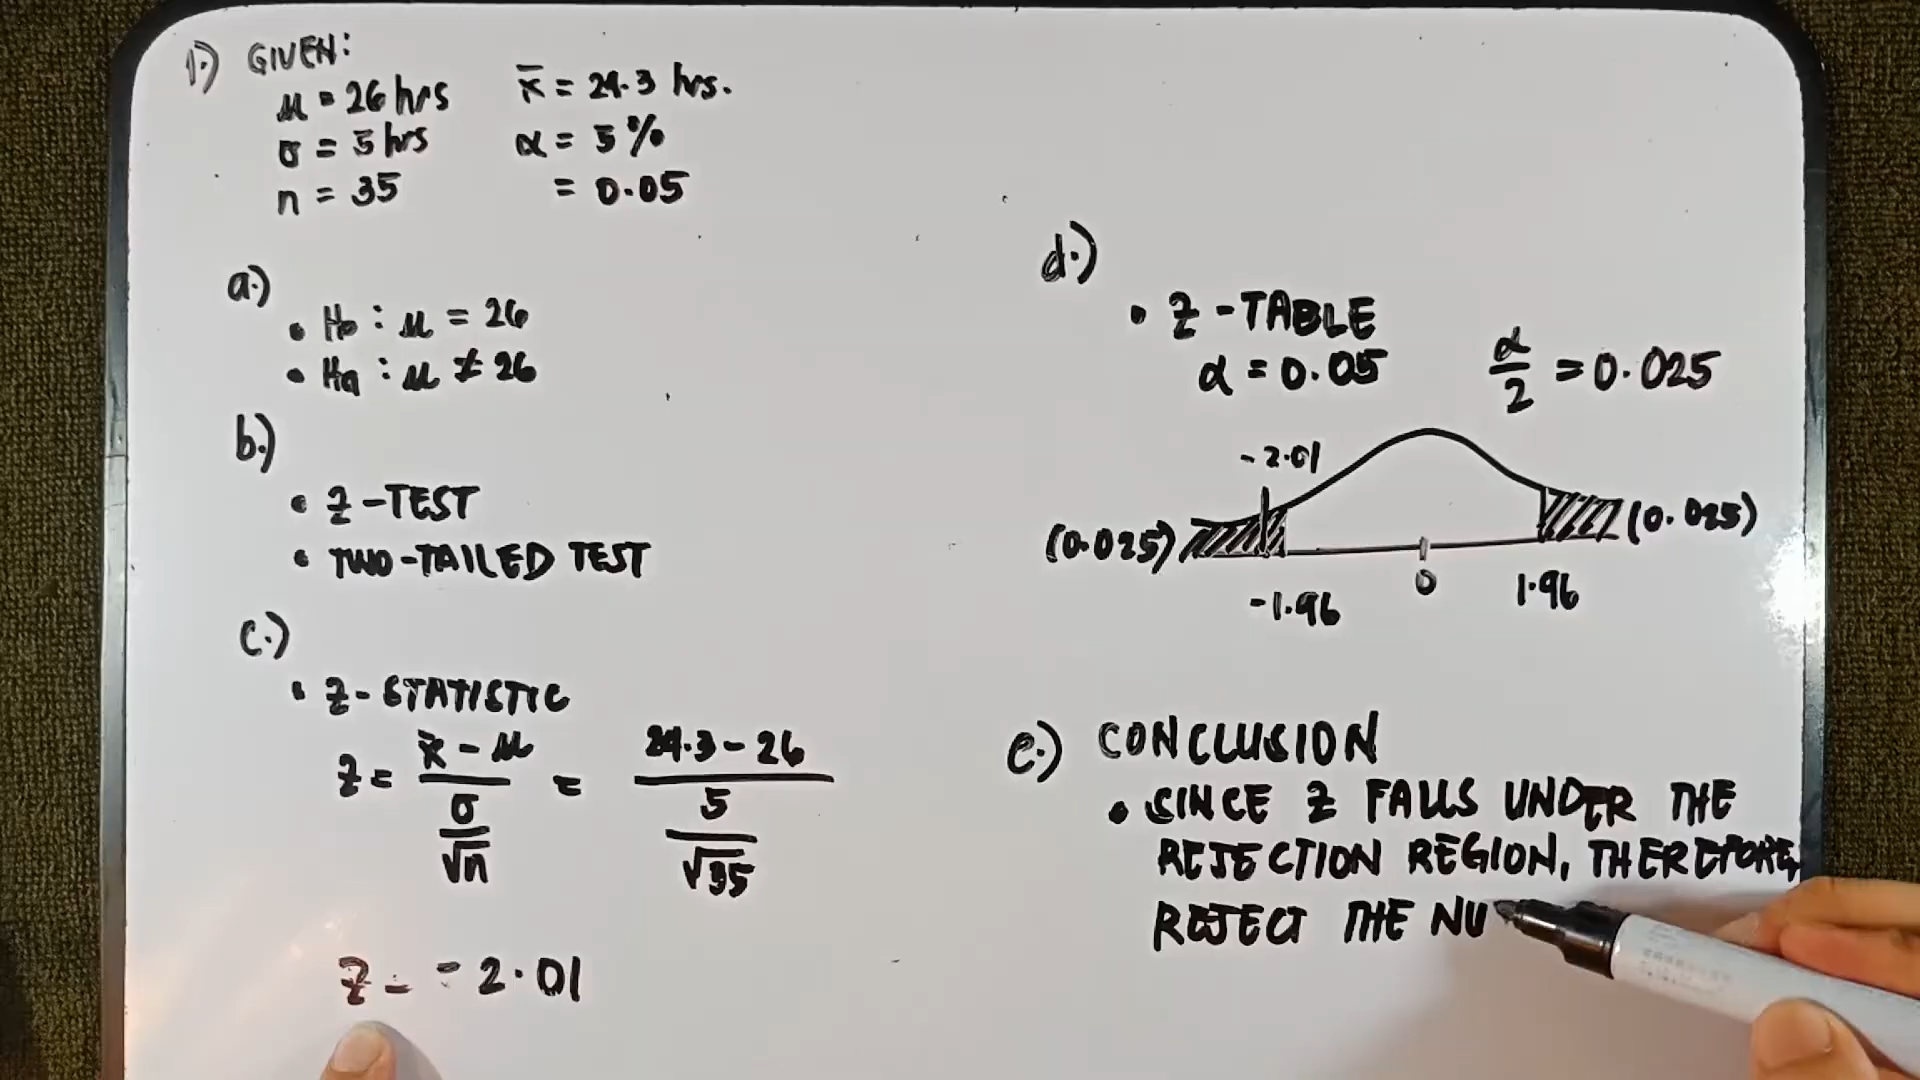 1.) GIVEN:
μ = 26 hrs
σ = 5 hrs
n = 35
x̄ = 24.3 hrs.
α = 5%
= 0.05
a.)
• Ho : μ = 26
• Ha : μ ≠ 26
b.)
• Z-TEST
• TWO-TAILED TEST
c.)
• Z-STATISTIC
Z = (x̄ - μ) / (σ / √n) = (24.3 - 26) / (5 / √35)
Z = -2.01
d.)
• Z-TABLE
α = 0.05
α/2 = 0.025
-2.01
(0.025) (0.025)
-1.96 0 1.96
e.) CONCLUSION
• SINCE Z FALLS UNDER THE
REJECTION REGION, THEREFORE,
REJECT THE NU